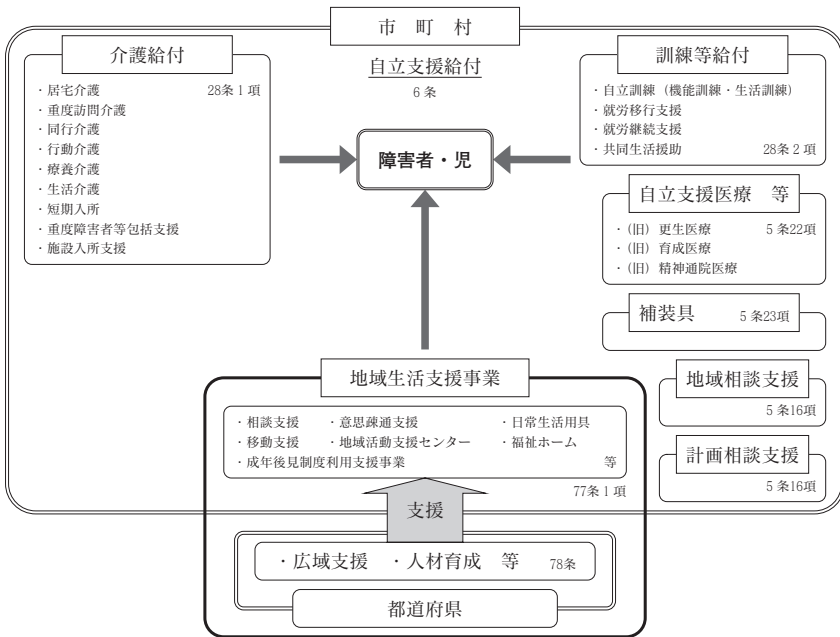 市 町 村
自立支援給付
6 条
介護給付
・居宅介護 28条 1 項
・重度訪問介護
・同行介護
・行動介護
・療養介護
・生活介護
・短期入所
・重度障害者等包括支援
・施設入所支援
障害者・児
訓練等給付
・自立訓練（機能訓練・生活訓練）
・就労移行支援
・就労継続支援
・共同生活援助 28条 2 項
自立支援医療 等
・(旧) 更生医療 5 条22項
・(旧) 育成医療
・(旧) 精神通院医療
補装具 5 条23項
地域相談支援
5 条16項
計画相談支援
5 条16項
地域生活支援事業
・相談支援 ・意思疎通支援 ・日常生活用具
・移動支援 ・地域活動支援センター ・福祉ホーム
・成年後見制度利用支援事業 等
77条 1 項
支援
・広域支援 ・人材育成 等 78条
都道府県